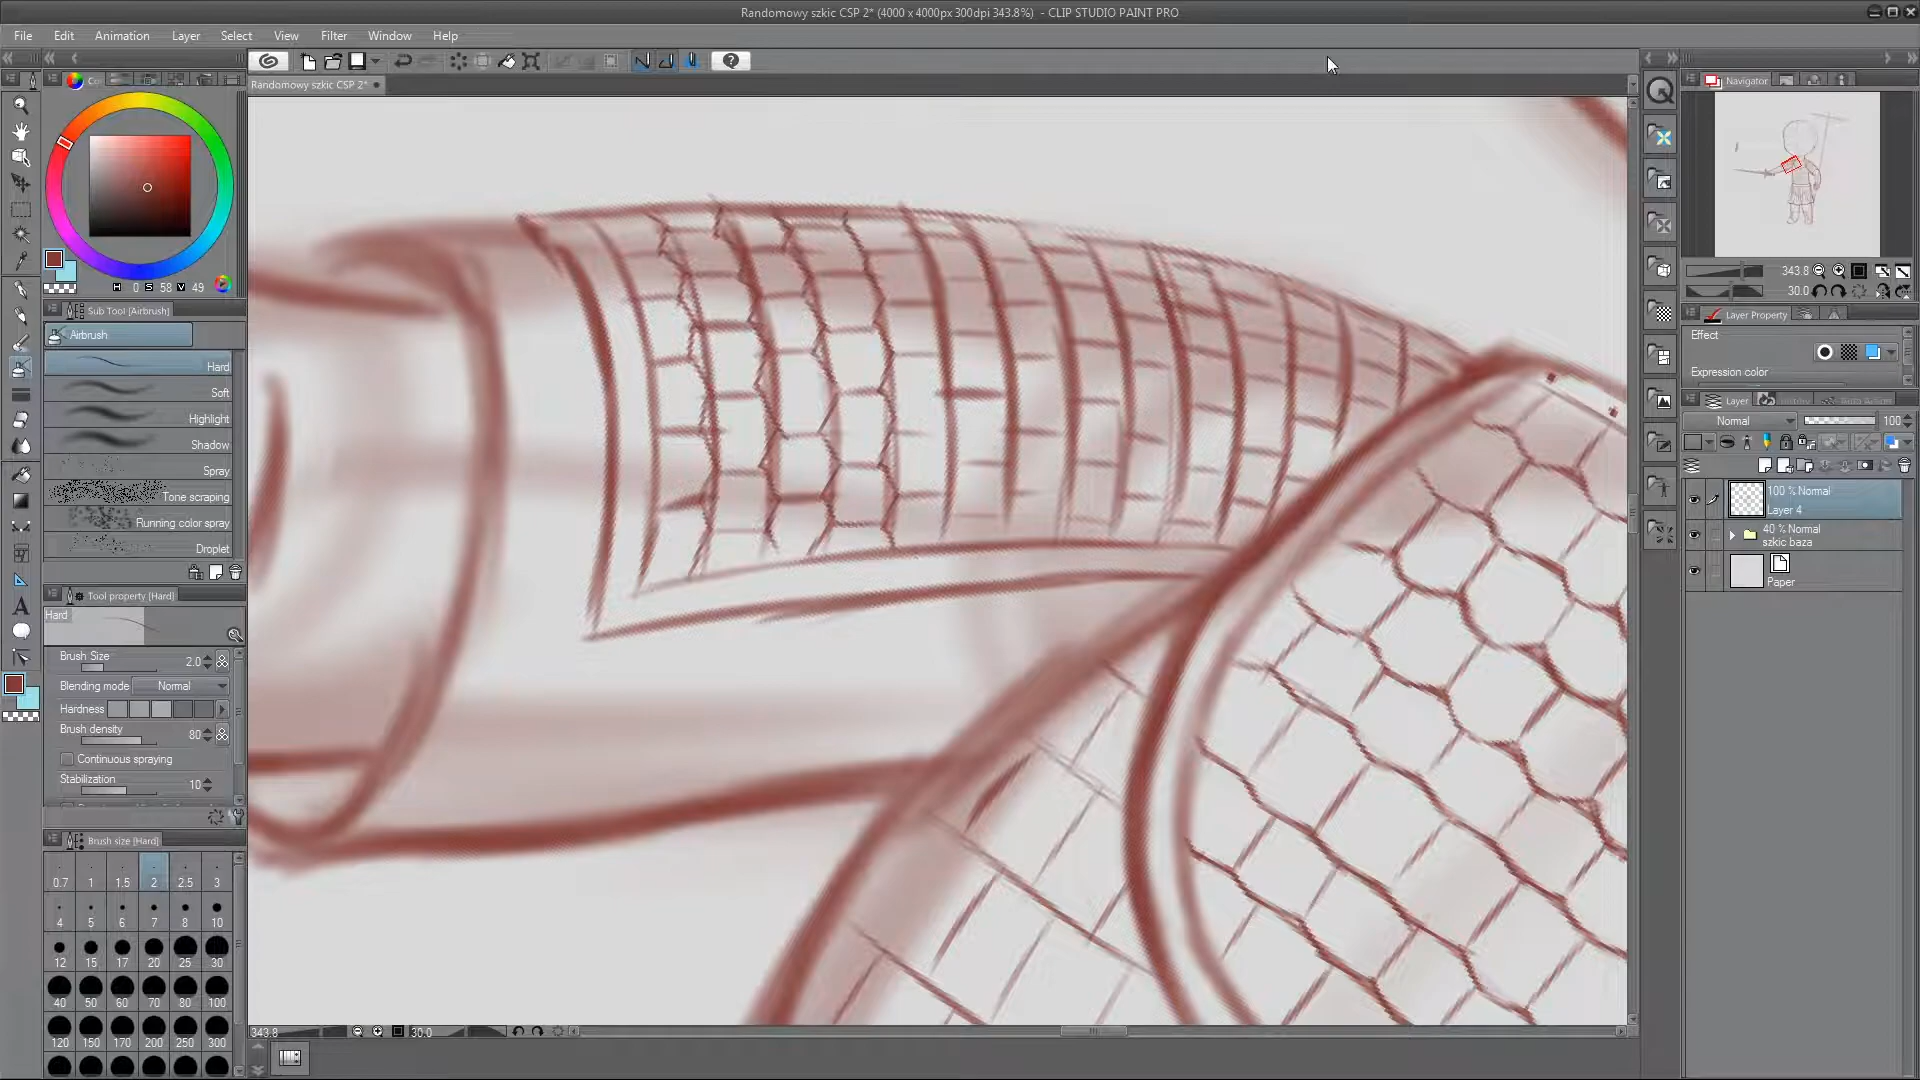 Randomowy szkic CSP 2* (4000 x 4000px 300dpi 343.8%) - CLIP STUDIO PAINT PRO
File Edit Animation Layer Select View Filter Window Help
Randomowy szkic CSP 2*
H 0 S 58 V 49
Sub Tool [Airbrush]
Airbrush
Hard
Soft
Highlight
Shadow
Spray
Tone scraping
Running color spray
Droplet
Tool property [Hard]
Hard
Brush Size 2.0
Blending mode Normal
Hardness
Brush density 80
Continuous spraying
Stabilization 10
Brush size [Hard]
0.7 1 1.5 2 2.5 3
4 5 6 7 8 10
12 15 17 20 25 30
40 50 60 70 80 100
120 150 170 200 250 300
343.8 30.0
Navigator
343.8
30.0
Layer Property
Effect
Expression color
Layer
Normal 100
100 % Normal
Layer 4
40 % Normal
szkic baza
Paper